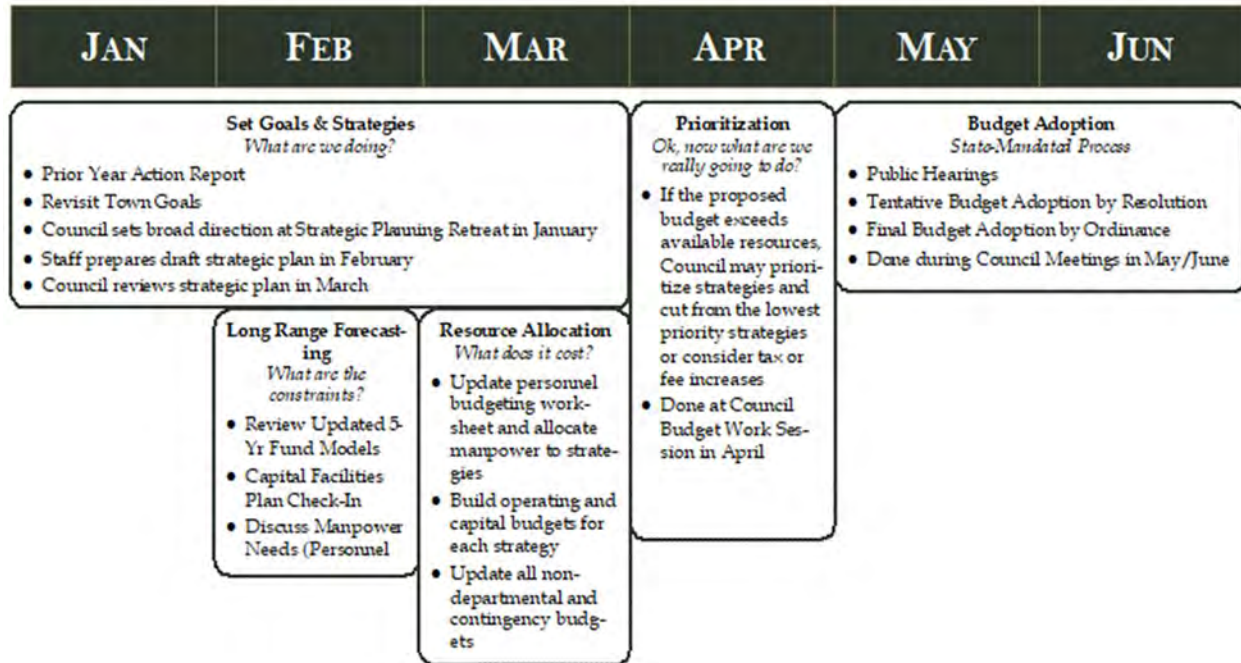 JAN FEB MAR APR MAY JUN
Set Goals & Strategies
What are we doing?
• Prior Year Action Report
• Revisit Town Goals
• Council sets broad direction at Strategic Planning Retreat in January
• Staff prepares draft strategic plan in February
• Council reviews strategic plan in March
Long Range Forecast-
ing
What are the
constraints?
• Review Updated 5-
Yr Fund Models
• Capital Facilities
Plan Check-In
• Discuss Manpower
Needs (Personnel
Resource Allocation
What does it cost?
• Update personnel
budgeting work-
sheet and allocate
manpower to strate-
gies
• Build operating and
capital budgets for
each strategy
• Update all non-
departmental and
contingency budg-
ets
Prioritization
Ok, now what are we
really going to do?
• If the proposed
budget exceeds
available resources,
Council may priori-
tize strategies and
cut from the lowest
priority strategies
or consider tax or
fee increases
• Done at Council
Budget Work Ses-
sion in April
Budget Adoption
State-Mandated Process
• Public Hearings
• Tentative Budget Adoption by Resolution
• Final Budget Adoption by Ordinance
• Done during Council Meetings in May/June